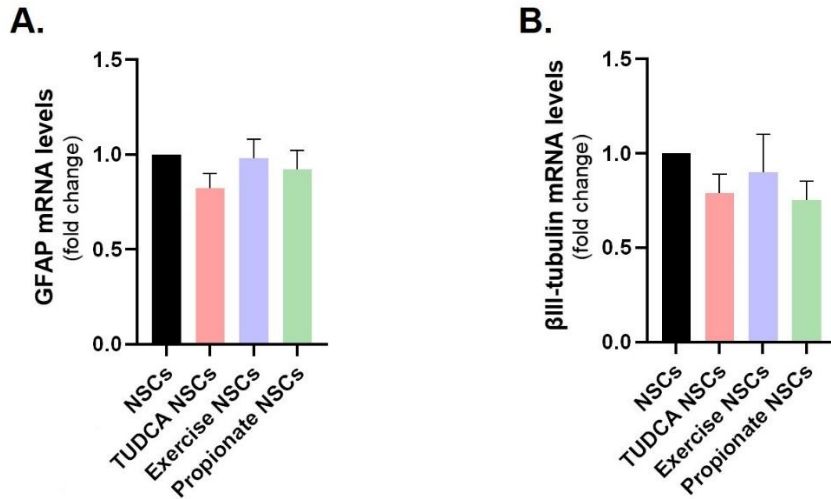 A.
GFAP mRNA levels
(fold change)
1.5
1.0
0.5
0.0
NSCs
TUDCA NSCs
Exercise NSCs
Propionate NSCs
B.
βIII-tubulin mRNA levels
(fold change)
1.5
1.0
0.5
0.0
NSCs
TUDCA NSCs
Exercise NSCs
Propionate NSCs